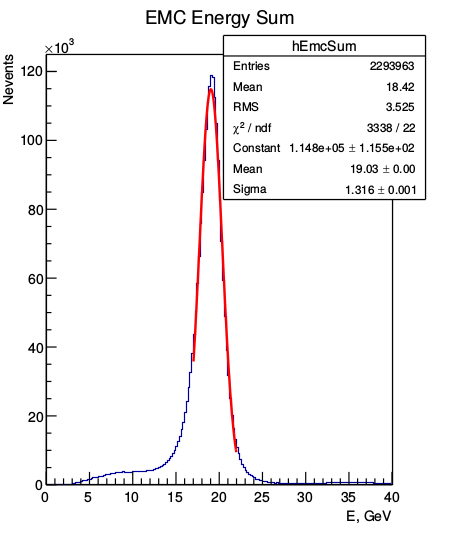 EMC Energy Sum
×10³
hEmcSum
Entries 2293963
Mean 18.42
RMS 3.525
χ² / ndf 3338 / 22
Constant 1.148e+05 ± 1.155e+02
Mean 19.03 ± 0.00
Sigma 1.316 ± 0.001
Nevents
120
100
80
60
40
20
0
0 5 10 15 20 25 30 35 40
E, GeV